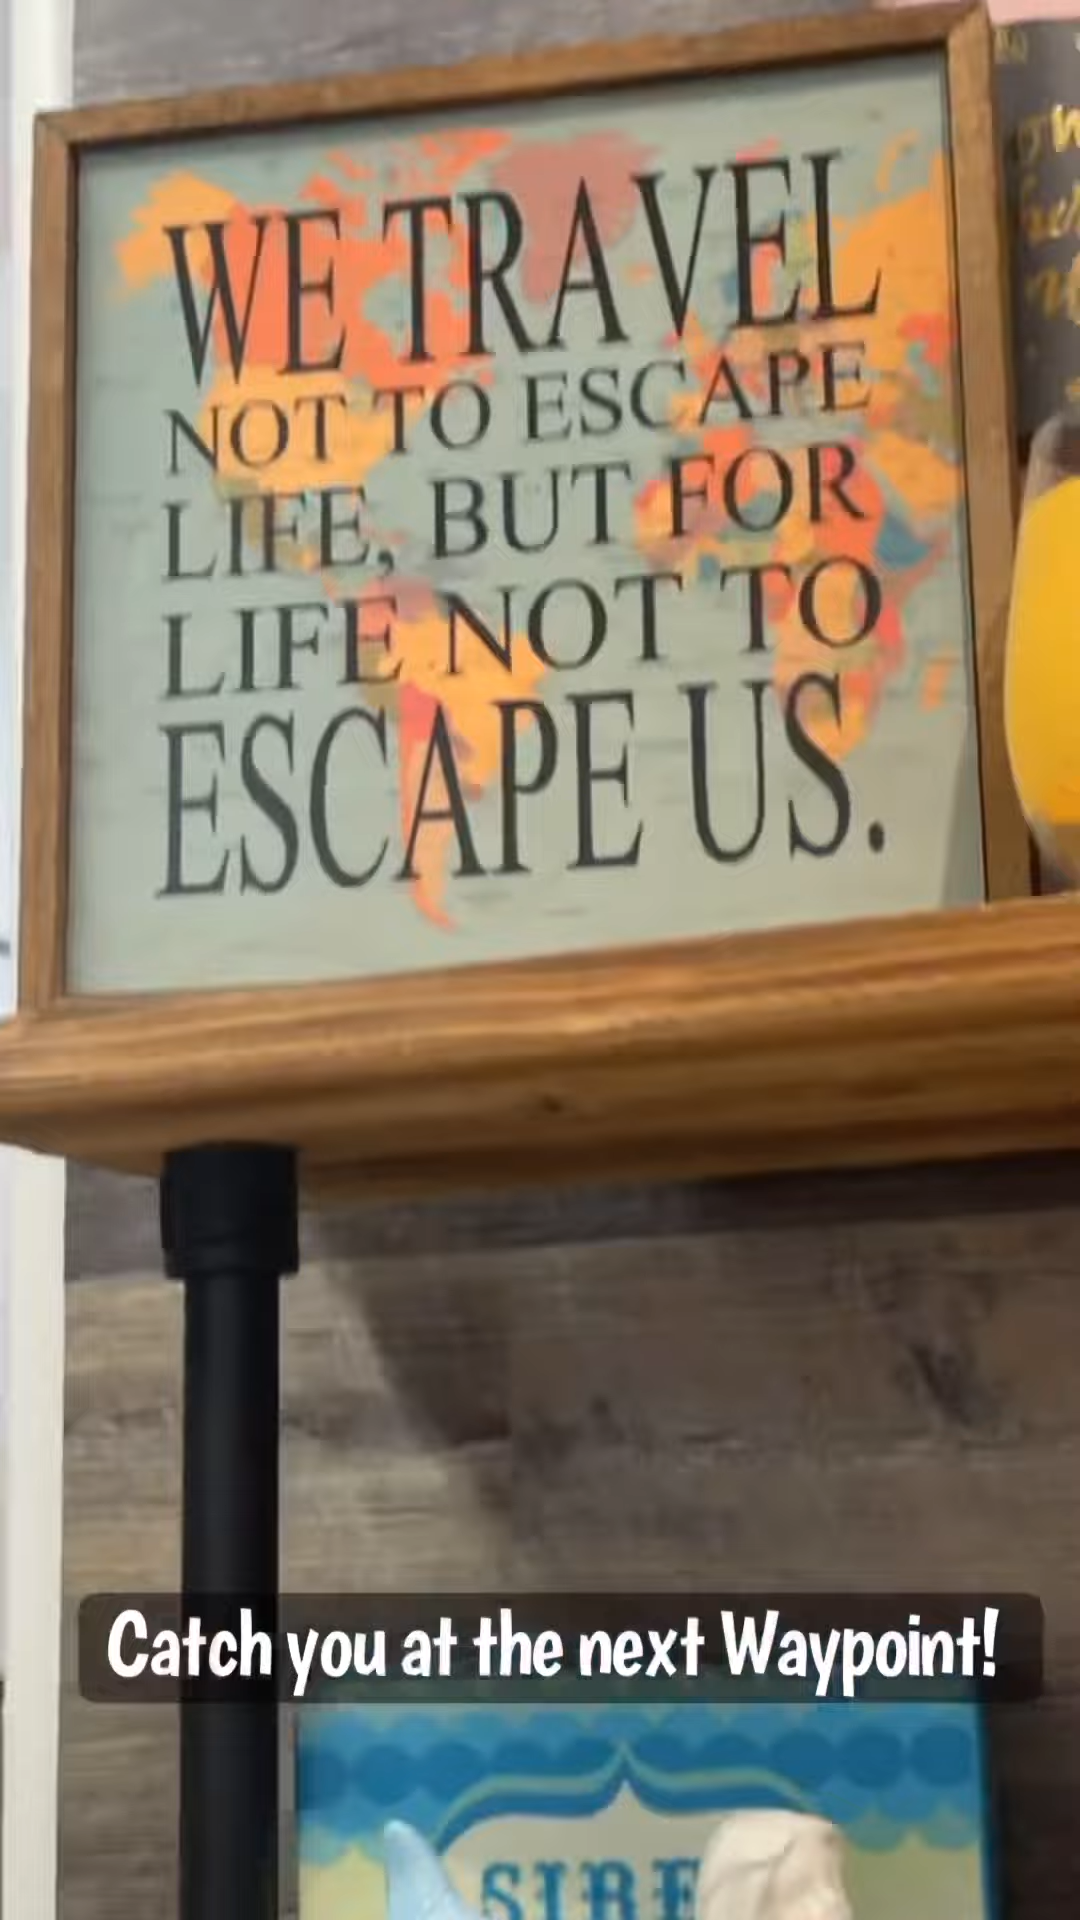 WE TRAVEL
NOT TO ESCAPE
LIFE, BUT FOR
LIFE NOT TO
ESCAPE US.
Catch you at the next Waypoint!